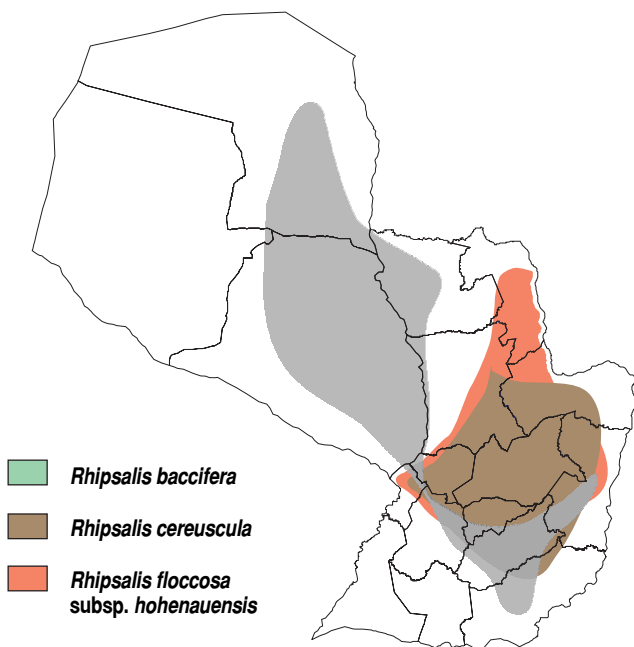 Rhipsalis baccifera
Rhipsalis cereuscula
Rhipsalis floccosa
subsp. hohenauensis